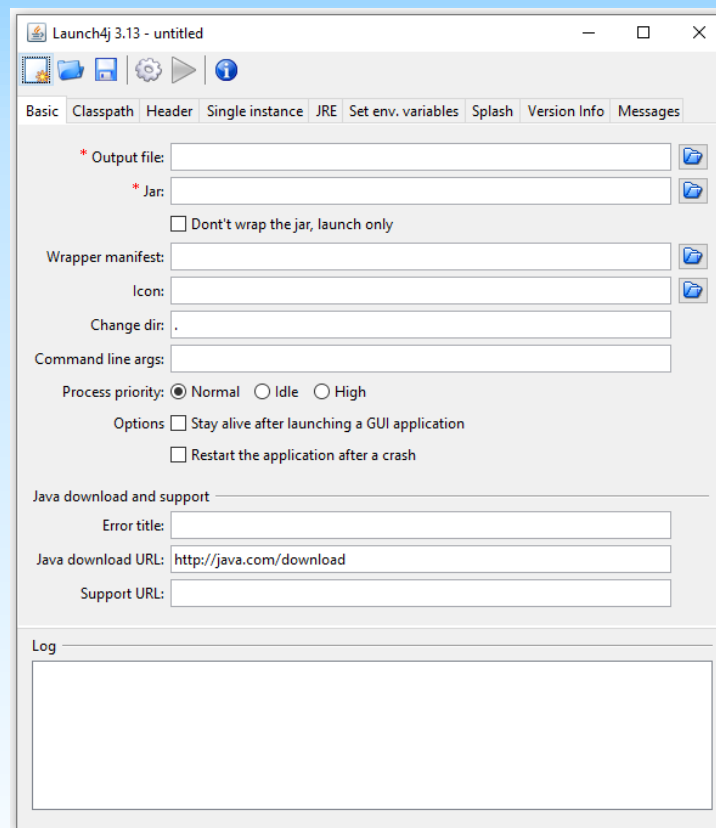 Launch4j 3.13 - untitled
Basic Classpath Header Single instance JRE Set env. variables Splash Version Info Messages
* Output file:
* Jar:
Dont't wrap the jar, launch only
Wrapper manifest:
Icon:
Change dir: .
Command line args:
Process priority: Normal Idle High
Options Stay alive after launching a GUI application
Restart the application after a crash
Java download and support
Error title:
Java download URL: http://java.com/download
Support URL:
Log